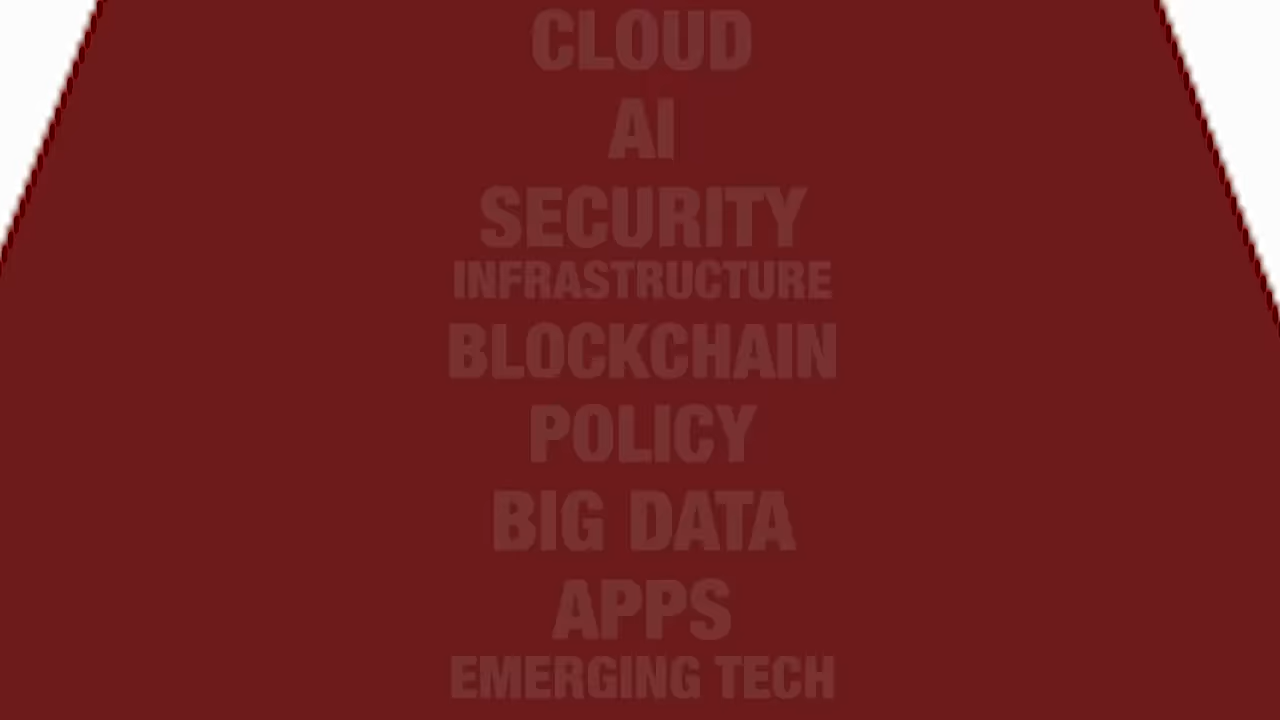 CLOUD
AI
SECURITY
INFRASTRUCTURE
BLOCKCHAIN
POLICY
BIG DATA
APPS
EMERGING TECH